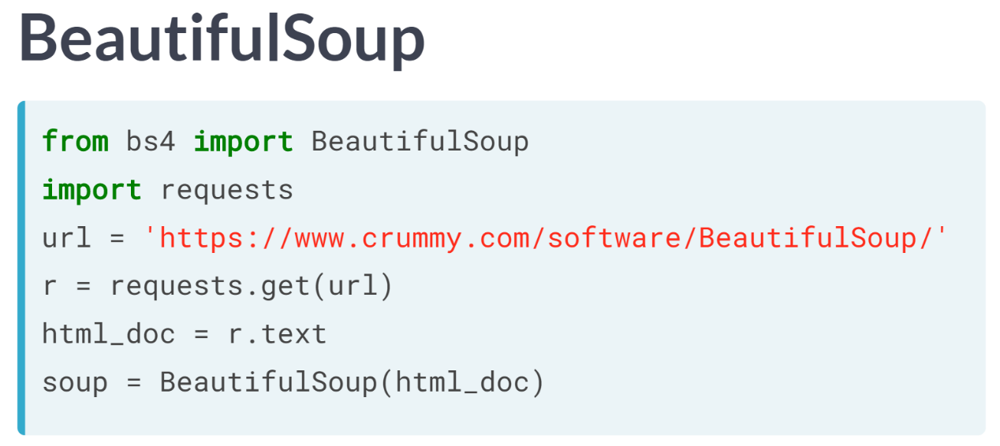 BeautifulSoup
from bs4 import BeautifulSoup
import requests
url = 'https://www.crummy.com/software/BeautifulSoup/'
r = requests.get(url)
html_doc = r.text
soup = BeautifulSoup(html_doc)